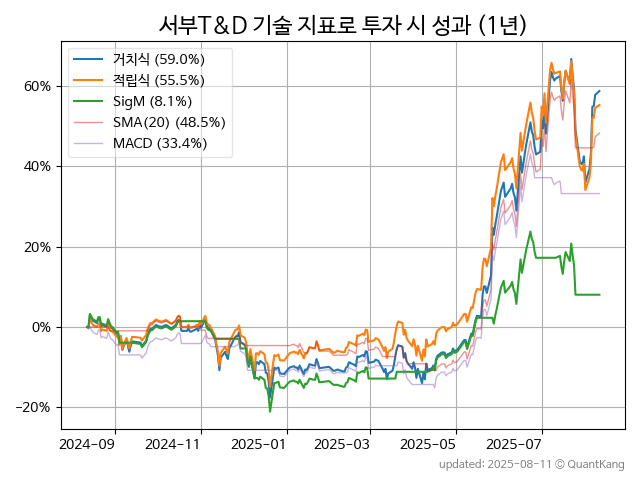 서부T&D 기술 지표로 투자 시 성과 (1년)
거치식 (59.0%)
적립식 (55.5%)
SigM (8.1%)
SMA(20) (48.5%)
MACD (33.4%)
60%
40%
20%
0%
−20%
2024-09
2024-11
2025-01
2025-03
2025-05
2025-07
updated: 2025-08-11 © QuantKang